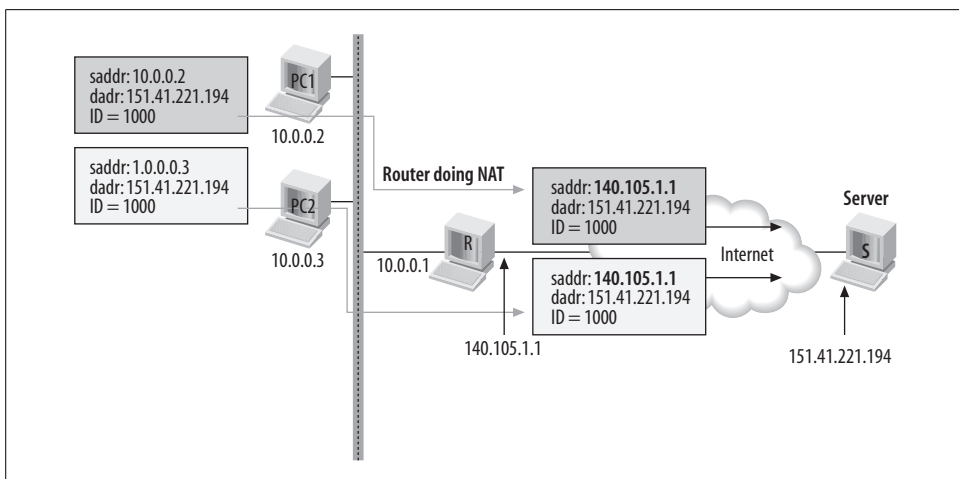 saddr: 10.0.0.2
dadr: 151.41.221.194
ID = 1000
PC1
10.0.0.2
saddr: 1.0.0.0.3
dadr: 151.41.221.194
ID = 1000
PC2
10.0.0.3
Router doing NAT
R
10.0.0.1
140.105.1.1
saddr: 140.105.1.1
dadr: 151.41.221.194
ID = 1000
saddr: 140.105.1.1
dadr: 151.41.221.194
ID = 1000
Internet
Server
S
151.41.221.194